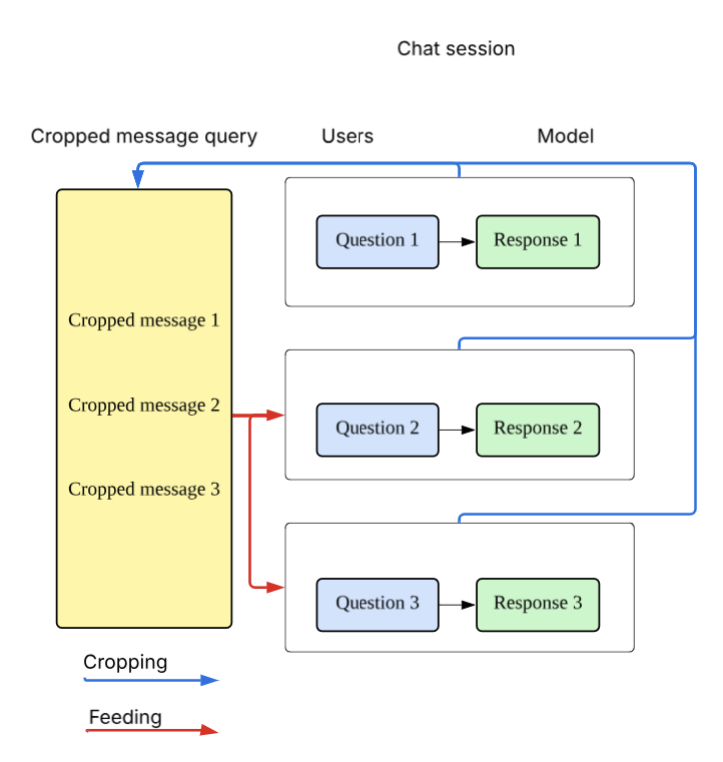 Chat session
Cropped message query
Users
Model
Question 1
Response 1
Cropped message 1
Cropped message 2
Question 2
Response 2
Cropped message 3
Question 3
Response 3
Cropping
Feeding